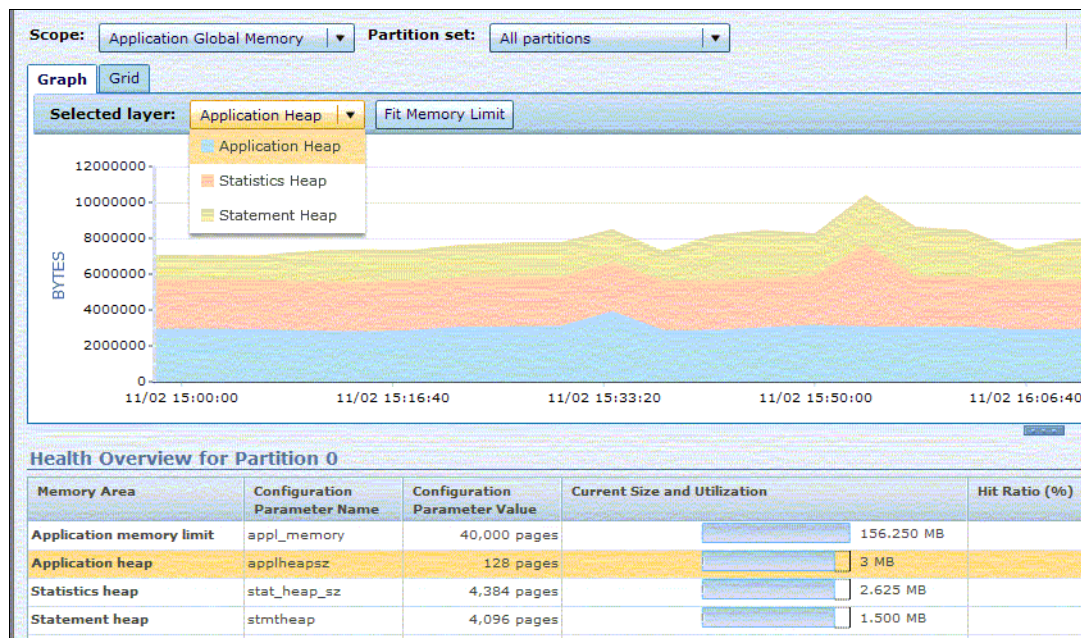 Scope: Application Global Memory Partition set: All partitions
Graph Grid
Selected layer: Application Heap Fit Memory Limit
Application Heap
Statistics Heap
Statement Heap
12000000
10000000
8000000
6000000
4000000
2000000
0
BYTES
11/02 15:00:00 11/02 15:16:40 11/02 15:33:20 11/02 15:50:00 11/02 16:06:40
Health Overview for Partition 0
Memory Area Configuration Parameter Name Configuration Parameter Value Current Size and Utilization Hit Ratio (%)
Application memory limit appl_memory 40,000 pages 156.250 MB
Application heap applheapsz 128 pages 3 MB
Statistics heap stat_heap_sz 4,384 pages 2.625 MB
Statement heap stmtheap 4,096 pages 1.500 MB